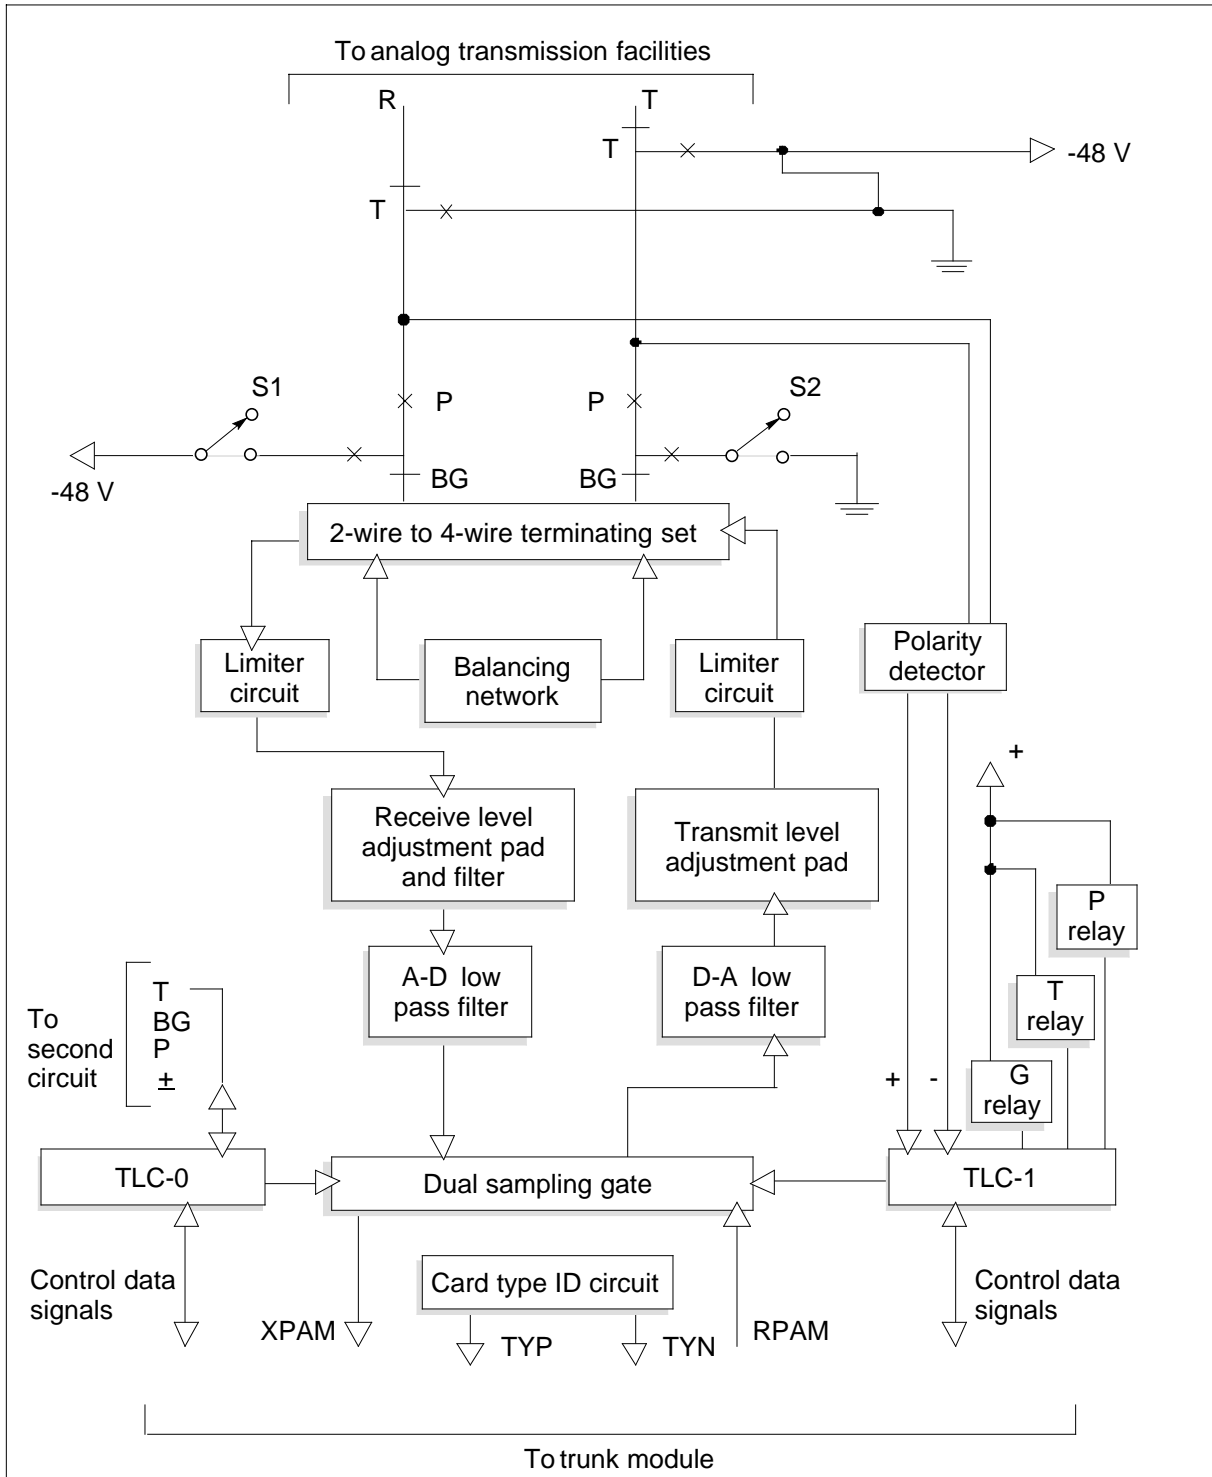 To analog transmission facilities
R
T
T
-48 V
T
S1
P
P
S2
-48 V
BG
BG
2-wire to 4-wire terminating set
Limiter
circuit
Balancing
network
Limiter
circuit
Polarity
detector
+
Receive level
adjustment pad
and filter
Transmit level
adjustment pad
P
relay
A-D low
pass filter
D-A low
pass filter
T
relay
To
second
circuit
T
BG
P
±
+
-
G
relay
TLC-0
Dual sampling gate
TLC-1
Control data
signals
XPAM
Card type ID circuit
TYP
TYN
RPAM
Control data
signals
To trunk module